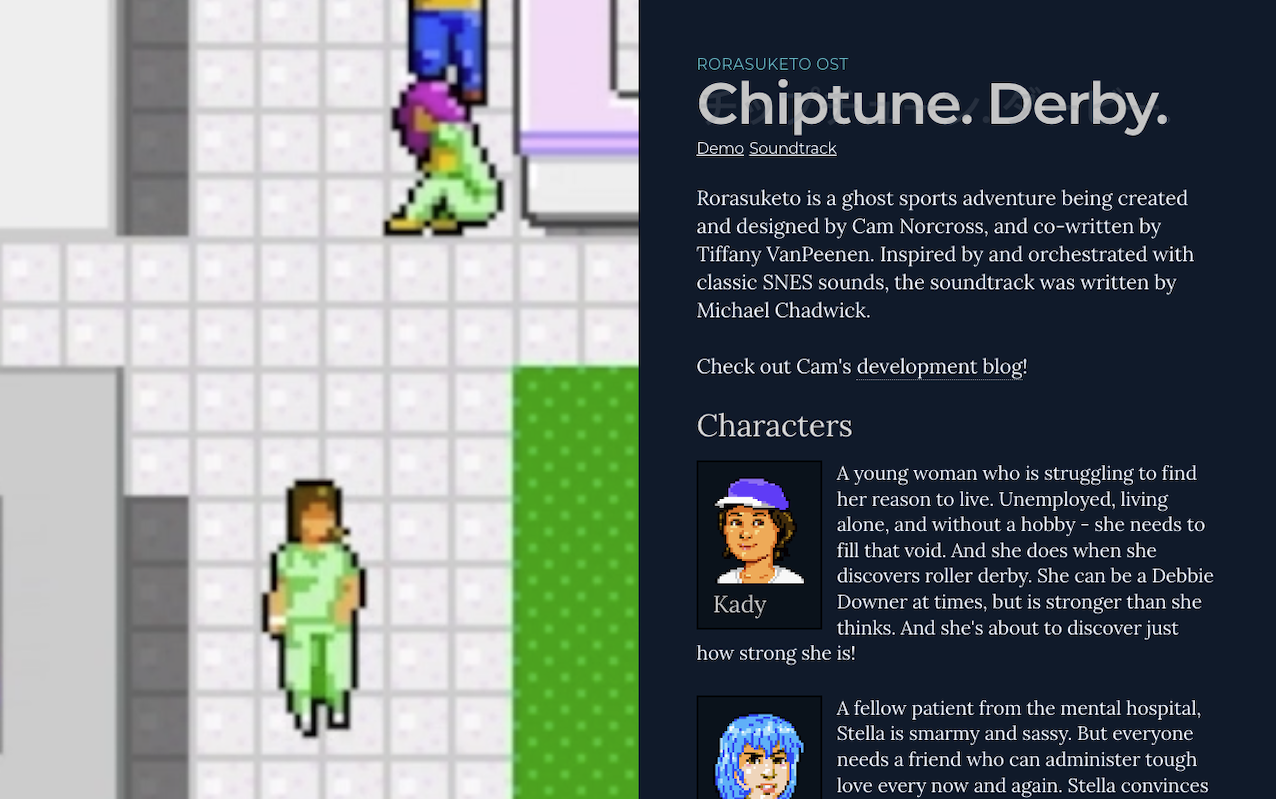 RORASUKETO OST
Chiptune. Derby.
Demo Soundtrack
Rorasuketo is a ghost sports adventure being created
and designed by Cam Norcross, and co-written by
Tiffany VanPeenen. Inspired by and orchestrated with
classic SNES sounds, the soundtrack was written by
Michael Chadwick.
Check out Cam's development blog!
Characters
Kady
A young woman who is struggling to find
her reason to live. Unemployed, living
alone, and without a hobby - she needs to
fill that void. And she does when she
discovers roller derby. She can be a Debbie
Downer at times, but is stronger than she
thinks. And she's about to discover just
how strong she is!
A fellow patient from the mental hospital,
Stella is smarmy and sassy. But everyone
needs a friend who can administer tough
love every now and again. Stella convinces